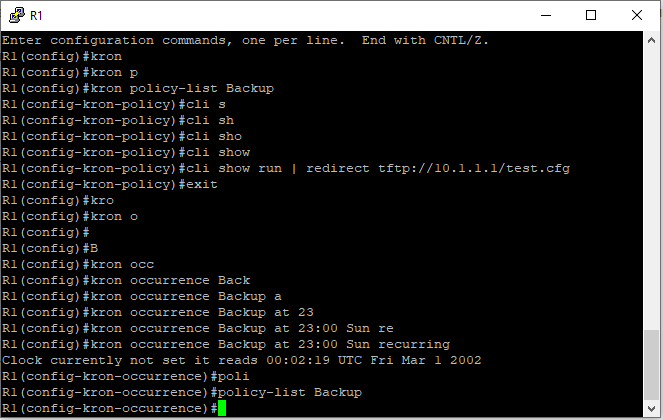 R1
Enter configuration commands, one per line.  End with CNTL/Z.
R1(config)#kron
R1(config)#kron p
R1(config)#kron policy-list Backup
R1(config-kron-policy)#cli s
R1(config-kron-policy)#cli sh
R1(config-kron-policy)#cli sho
R1(config-kron-policy)#cli show
R1(config-kron-policy)#cli show run | redirect tftp://10.1.1.1/test.cfg
R1(config-kron-policy)#exit
R1(config)#kro
R1(config)#kron o
R1(config)#
R1(config)#B
R1(config)#kron occ
R1(config)#kron occurrence Back
R1(config)#kron occurrence Backup a
R1(config)#kron occurrence Backup at 23
R1(config)#kron occurrence Backup at 23:00 Sun re
R1(config)#kron occurrence Backup at 23:00 Sun recurring
Clock currently not set it reads 00:02:19 UTC Fri Mar 1 2002
R1(config-kron-occurrence)#poli
R1(config-kron-occurrence)#policy-list Backup
R1(config-kron-occurrence)#